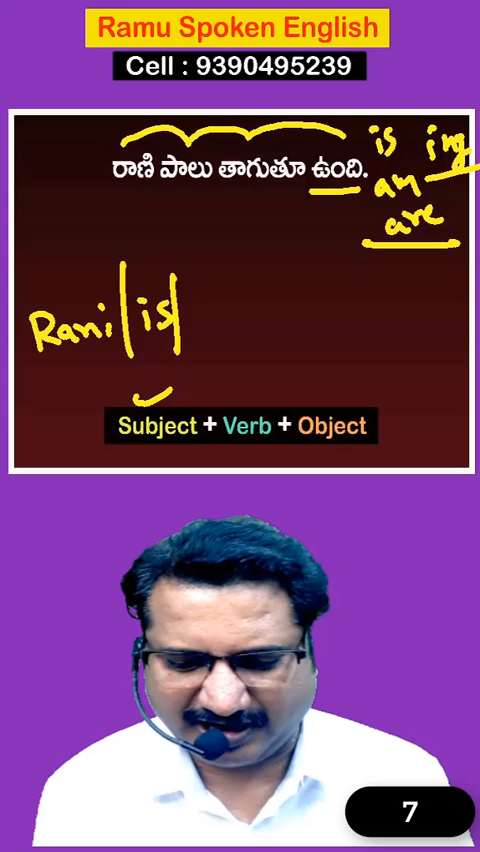 Ramu Spoken English
Cell : 9390495239
రాణి పాలు తాగుతూ ఉంది.
is ing
am
are
Rani is
Subject + Verb + Object
7